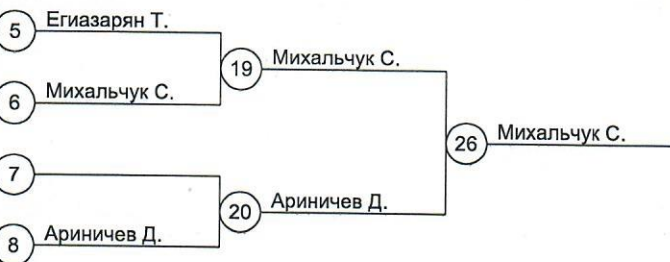 5 Егиазарян Т.
19 Михальчук С.
6 Михальчук С.
26 Михальчук С.
7
20 Ариничев Д.
8 Ариничев Д.